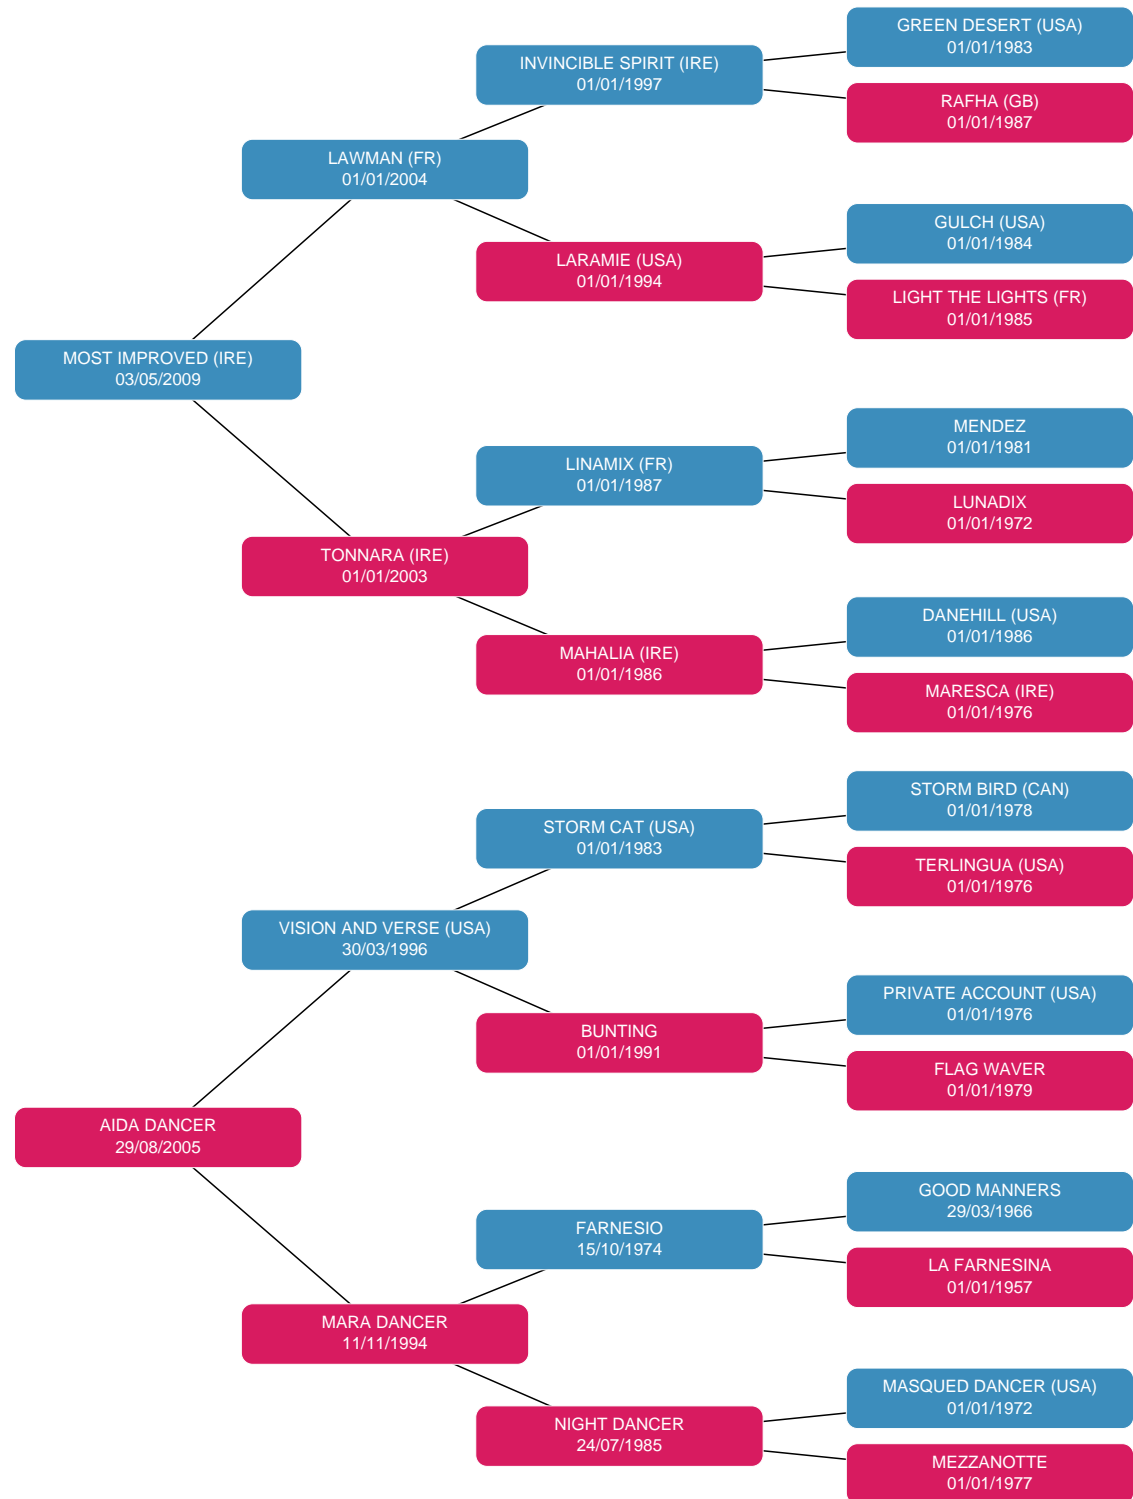 GREEN DESERT (USA)
01/01/1983
INVINCIBLE SPIRIT (IRE)
01/01/1997
RAFHA (GB)
01/01/1987
LAWMAN (FR)
01/01/2004
GULCH (USA)
01/01/1984
LARAMIE (USA)
01/01/1994
LIGHT THE LIGHTS (FR)
01/01/1985
MOST IMPROVED (IRE)
03/05/2009
MENDEZ
01/01/1981
LINAMIX (FR)
01/01/1987
LUNADIX
01/01/1972
TONNARA (IRE)
01/01/2003
DANEHILL (USA)
01/01/1986
MAHALIA (IRE)
01/01/1986
MARESCA (IRE)
01/01/1976
STORM BIRD (CAN)
01/01/1978
STORM CAT (USA)
01/01/1983
TERLINGUA (USA)
01/01/1976
VISION AND VERSE (USA)
30/03/1996
PRIVATE ACCOUNT (USA)
01/01/1976
BUNTING
01/01/1991
FLAG WAVER
01/01/1979
AIDA DANCER
29/08/2005
GOOD MANNERS
29/03/1966
FARNESIO
15/10/1974
LA FARNESINA
01/01/1957
MARA DANCER
11/11/1994
MASQUED DANCER (USA)
01/01/1972
NIGHT DANCER
24/07/1985
MEZZANOTTE
01/01/1977